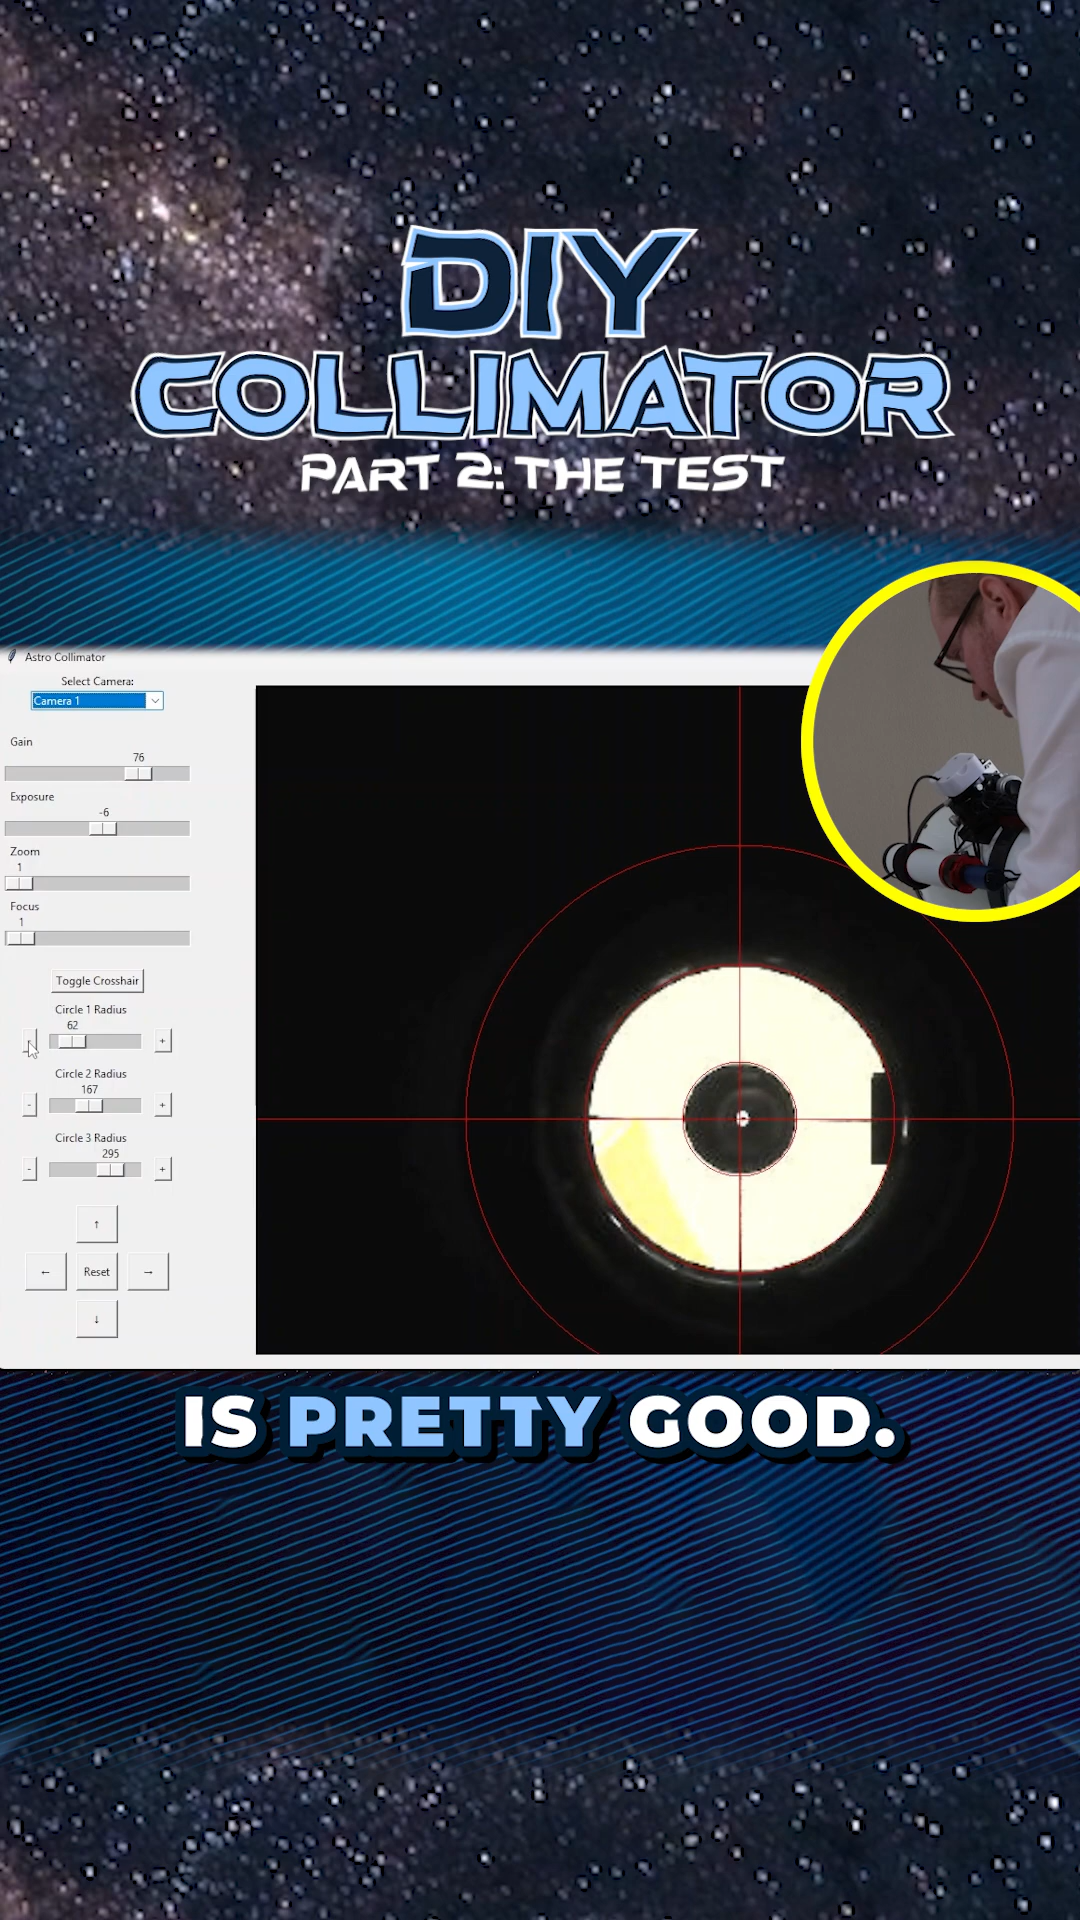 DIY
COLLIMATOR
PART 2: THE TEST
Astro Collimator
Select Camera:
Camera 1
Gain
76
Exposure
-6
Zoom
1
Focus
1
Toggle Crosshair
Circle 1 Radius
62
- +
Circle 2 Radius
167
- +
Circle 3 Radius
295
- +
↑
← Reset →
↓
IS PRETTY GOOD.